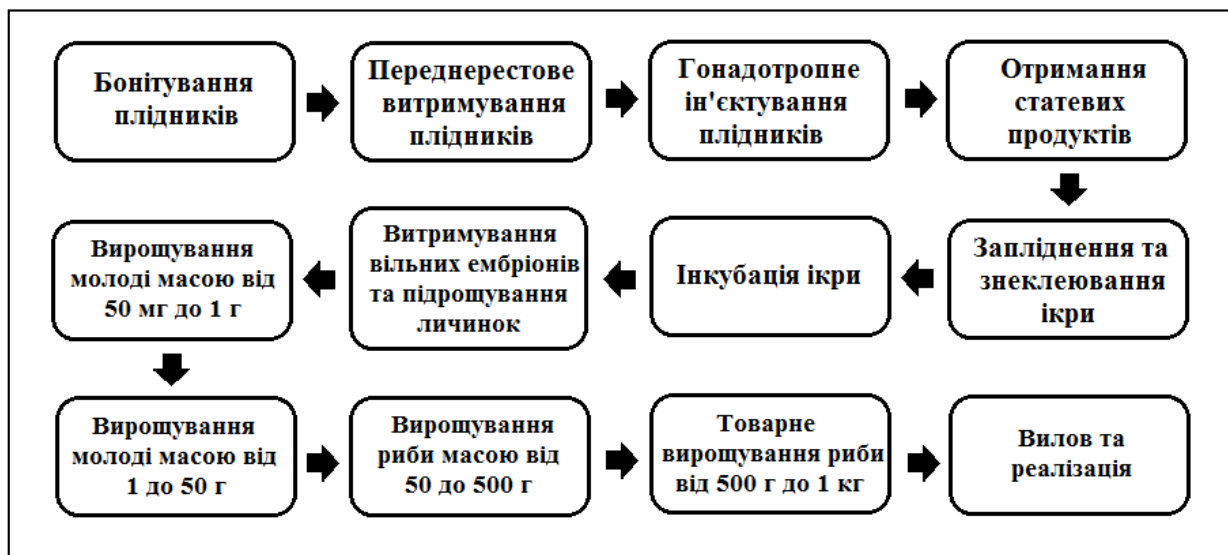 Бонітування
плідників
Переднерестове
витримування
плідників
Гонадотропне
ін'єктування
плідників
Отримання
статевих
продуктів
Запліднення та
знеклеювання
ікри
Інкубація ікри
Витримування
вільних ембріонів
та підрощування
личинок
Вирощування
молоді масою від
50 мг до 1 г
Вирощування
молоді масою від
1 до 50 г
Вирощування
риби масою від
50 до 500 г
Товарне
вирощування риби
від 500 г до 1 кг
Вилов та
реалізація